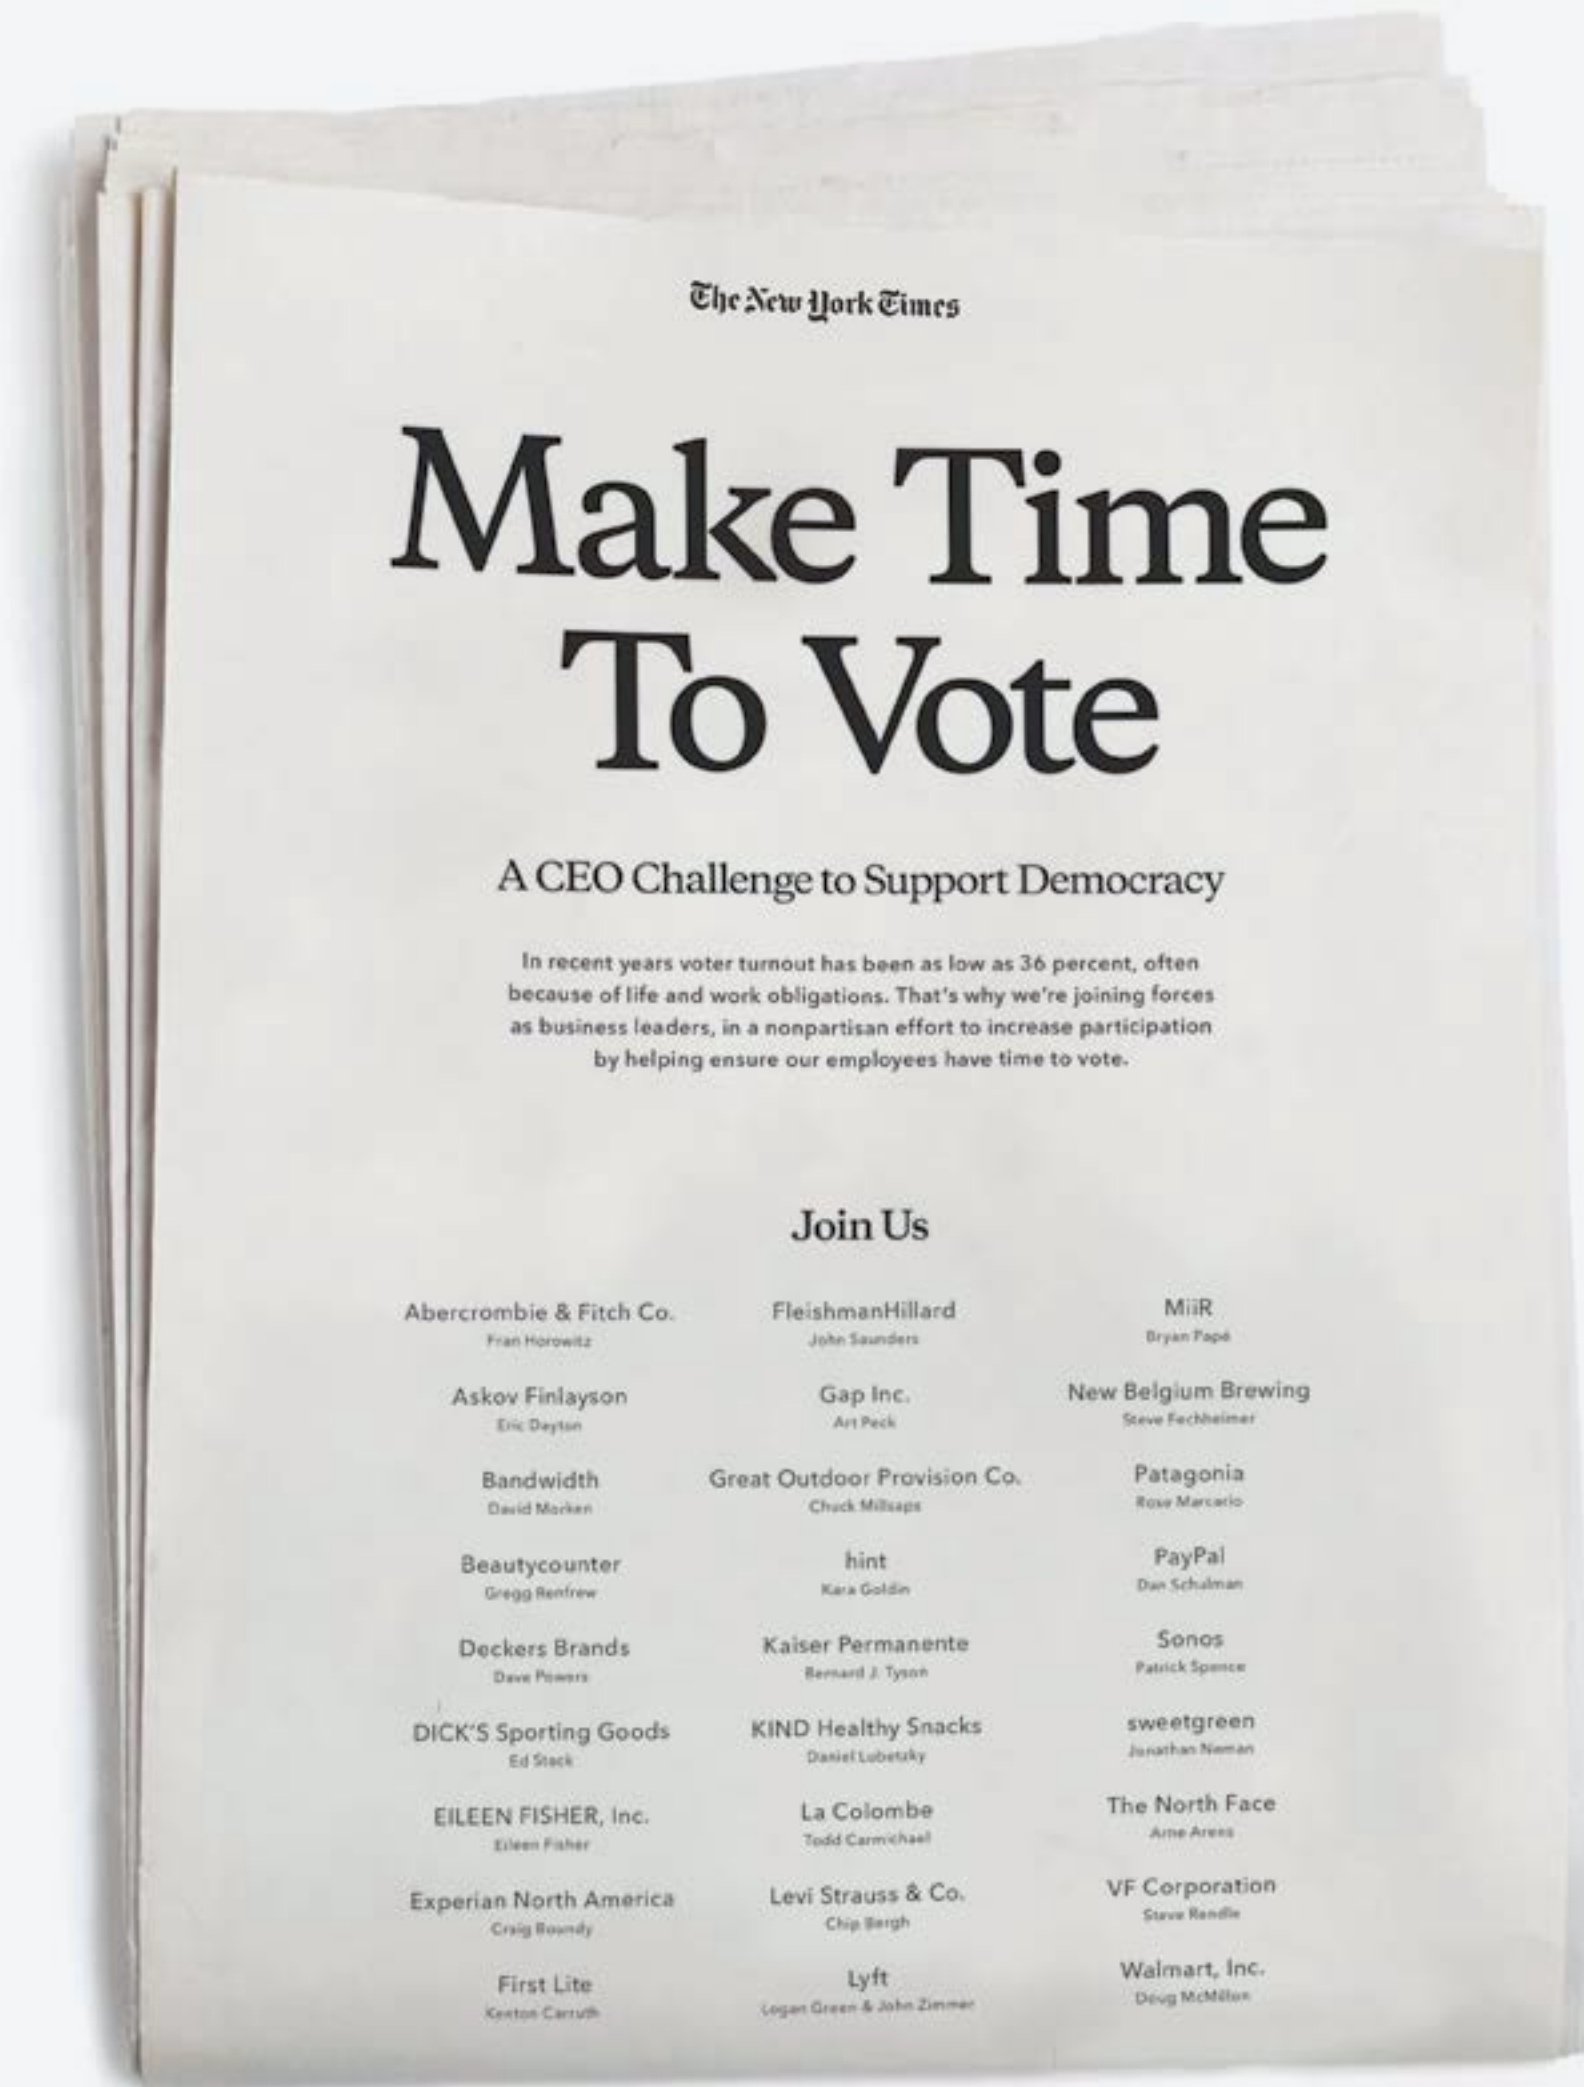 The New York Times
Make Time
To Vote
A CEO Challenge to Support Democracy
In recent years voter turnout has been as low as 36 percent, often
because of life and work obligations. That's why we're joining forces
as business leaders, in a nonpartisan effort to increase participation
by helping ensure our employees have time to vote.
Join Us
Abercrombie & Fitch Co.
Fran Horowitz
Askov Finlayson
Eric Dayton
Bandwidth
David Morken
Beautycounter
Gregg Renfrew
Deckers Brands
Dave Powers
DICK'S Sporting Goods
Ed Stack
EILEEN FISHER, Inc.
Eileen Fisher
Experian North America
Craig Boundy
First Lite
Kenton Carruth
FleishmanHillard
John Saunders
Gap Inc.
Art Peck
Great Outdoor Provision Co.
Chuck Millsaps
hint
Kara Goldin
Kaiser Permanente
Bernard J. Tyson
KIND Healthy Snacks
Daniel Lubetzky
La Colombe
Todd Carmichael
Levi Strauss & Co.
Chip Bergh
Lyft
Logan Green & John Zimmer
MiiR
Bryan Papé
New Belgium Brewing
Steve Fechheimer
Patagonia
Rose Marcario
PayPal
Dan Schulman
Sonos
Patrick Spence
sweetgreen
Jonathan Neman
The North Face
Arne Arens
VF Corporation
Steve Rendle
Walmart, Inc.
Doug McMillon